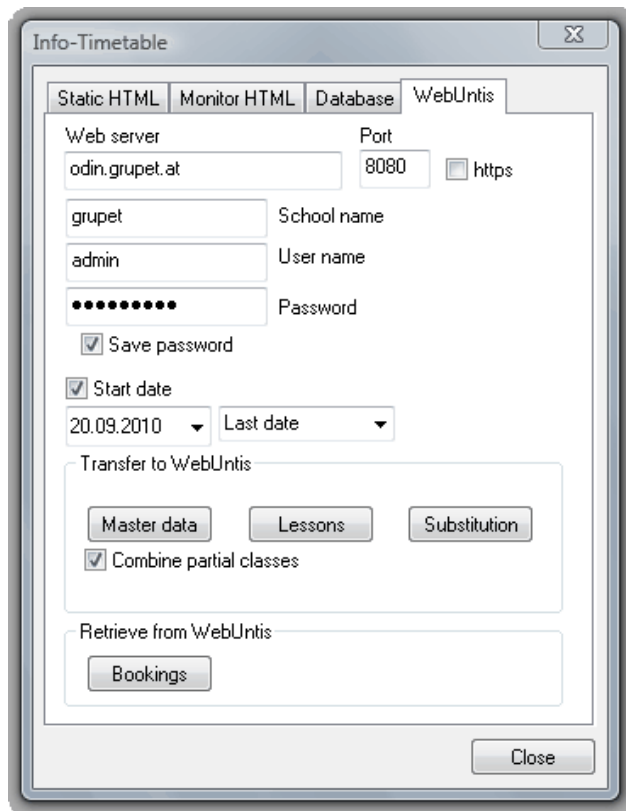 Info-Timetable
Static HTML Monitor HTML Database WebUntis
Web server Port
odin.grupet.at 8080 https
grupet School name
admin User name
●●●●●●●●● Password
Save password
Start date
20.09.2010 Last date
Transfer to WebUntis
Master data Lessons Substitution
Combine partial classes
Retrieve from WebUntis
Bookings
Close